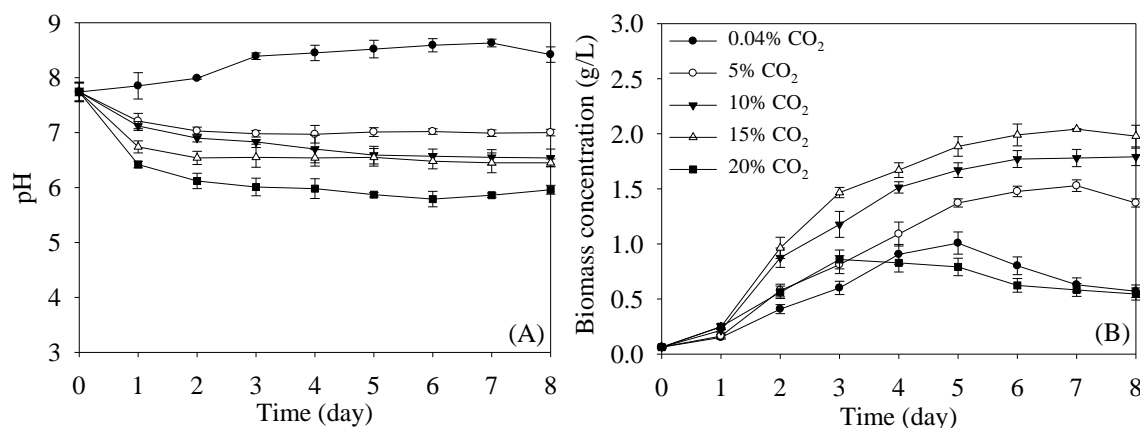 9
8
7
6
5
4
3
pH
0 1 2 3 4 5 6 7 8
Time (day)
(A)
3.0
2.5
2.0
1.5
1.0
0.5
0.0
Biomass concentration (g/L)
0.04% CO₂
5% CO₂
10% CO₂
15% CO₂
20% CO₂
0 1 2 3 4 5 6 7 8
Time (day)
(B)